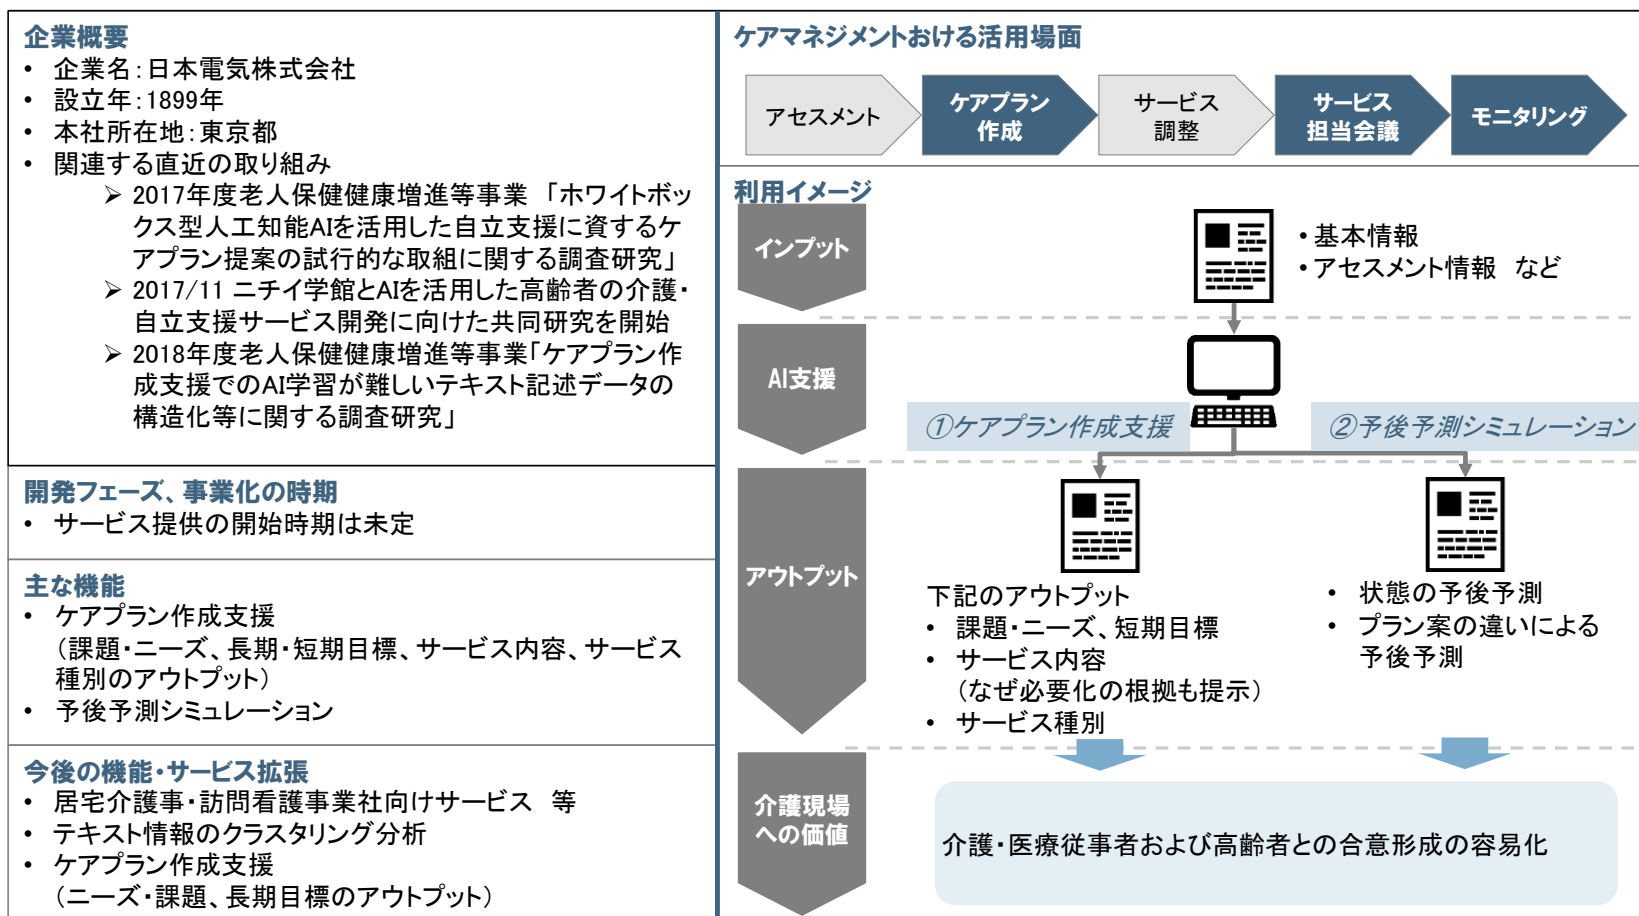 企業概要
• 企業名：日本電気株式会社
• 設立年：1899年
• 本社所在地：東京都
• 関連する直近の取り組み
➢ 2017年度老人保健健康増進等事業　「ホワイトボッ
クス型人工知能AIを活用した自立支援に資するケ
アプラン提案の試行的な取組に関する調査研究」
➢ 2017/11 ニチイ学館とAIを活用した高齢者の介護・
自立支援サービス開発に向けた共同研究を開始
➢ 2018年度老人保健健康増進等事業「ケアプラン作
成支援でのAI学習が難しいテキスト記述データの
構造化等に関する調査研究」
開発フェーズ、事業化の時期
• サービス提供の開始時期は未定
主な機能
• ケアプラン作成支援
（課題・ニーズ、長期・短期目標、サービス内容、サービス
種別のアウトプット）
• 予後予測シミュレーション
今後の機能・サービス拡張
• 居宅介護事・訪問看護事業社向けサービス　等
• テキスト情報のクラスタリング分析
• ケアプラン作成支援
（ニーズ・課題、長期目標のアウトプット）
ケアマネジメントおける活用場面
アセスメント
ケアプラン
作成
サービス
調整
サービス
担当会議
モニタリング
利用イメージ
インプット
• 基本情報
• アセスメント情報　など
AI支援
①ケアプラン作成支援
②予後予測シミュレーション
アウトプット
下記のアウトプット
• 課題・ニーズ、短期目標
• サービス内容
（なぜ必要化の根拠も提示）
• サービス種別
• 状態の予後予測
• プラン案の違いによる
予後予測
介護現場
への価値
介護・医療従事者および高齢者との合意形成の容易化